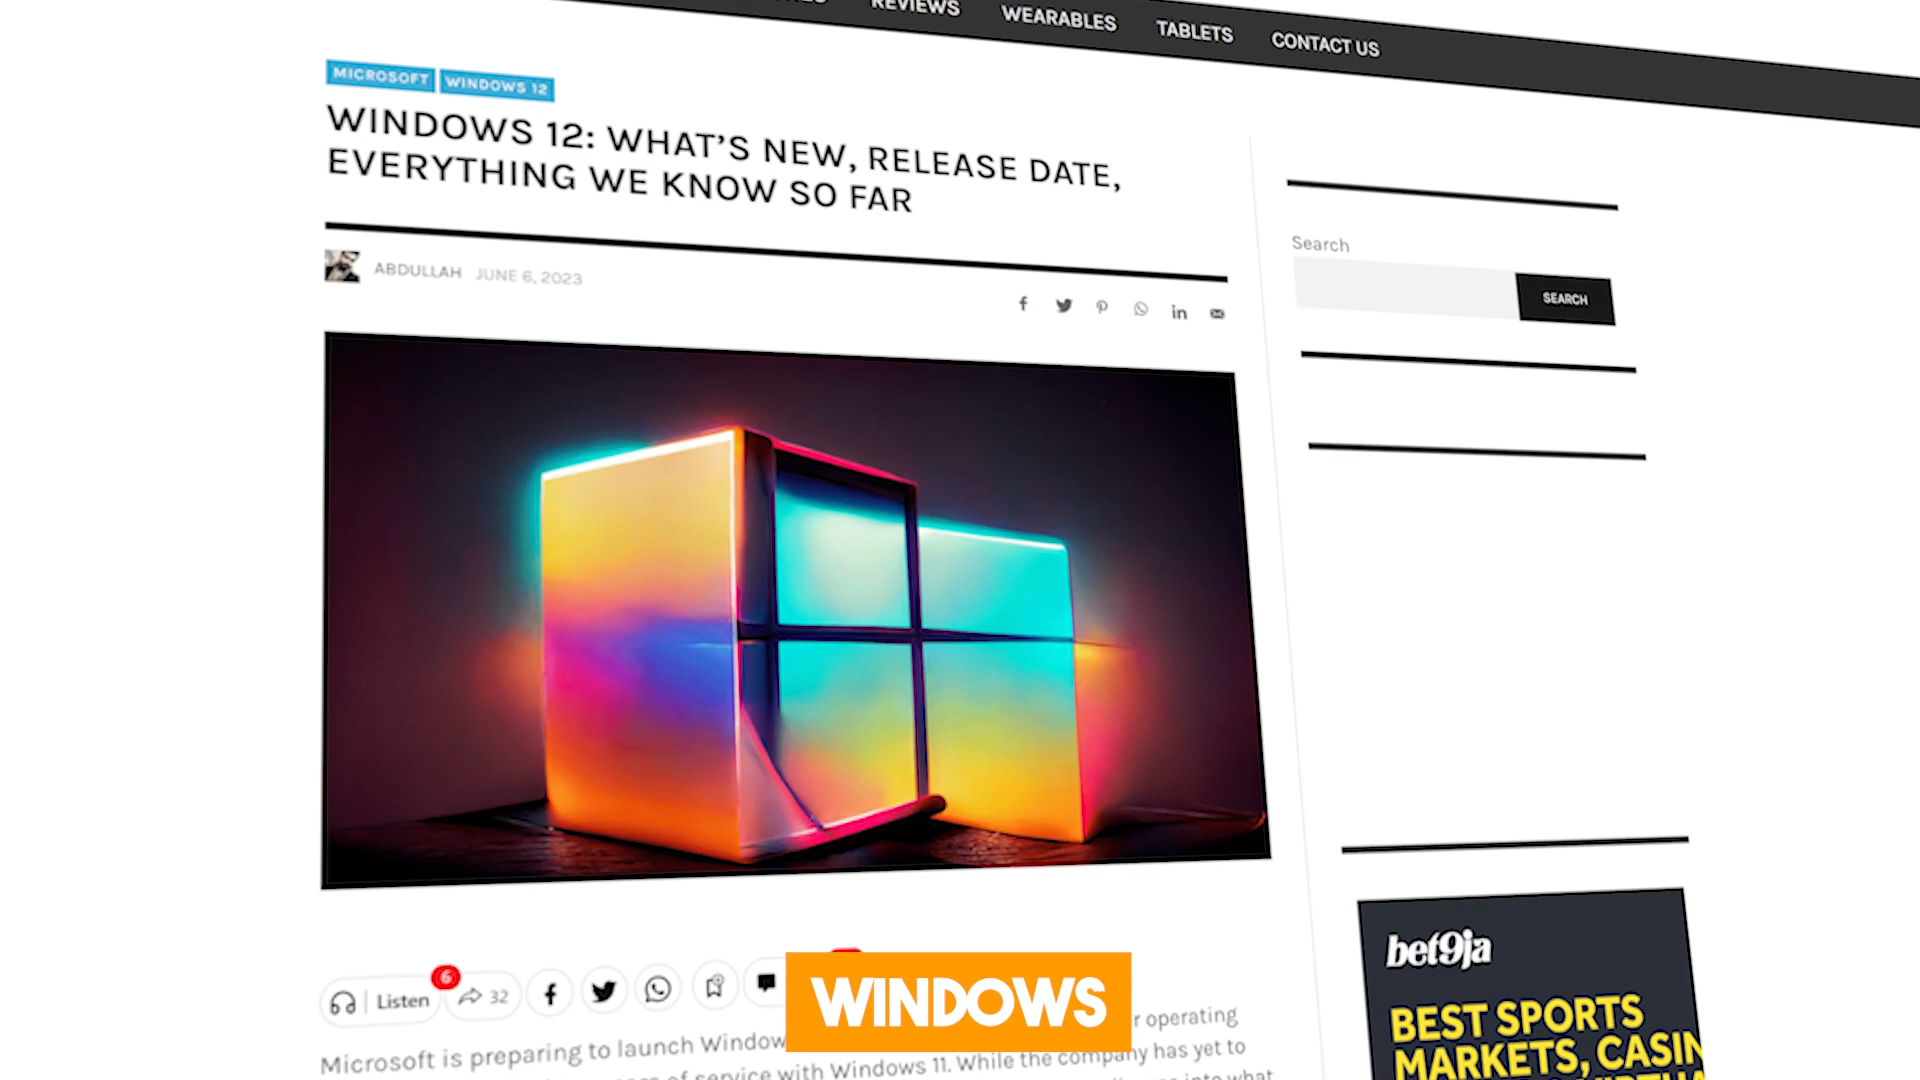 REVIEWS WEARABLES TABLETS CONTACT US
MICROSOFT WINDOWS 12
WINDOWS 12: WHAT’S NEW, RELEASE DATE,
EVERYTHING WE KNOW SO FAR
ABDULLAH JUNE 6, 2023
Search
SEARCH
6
Listen 32
WINDOWS
Microsoft is preparing to launch r operating
of service with Windows 11. While the company has yet to
into what
bet9ja
BEST SPORTS
MARKETS, CASIN